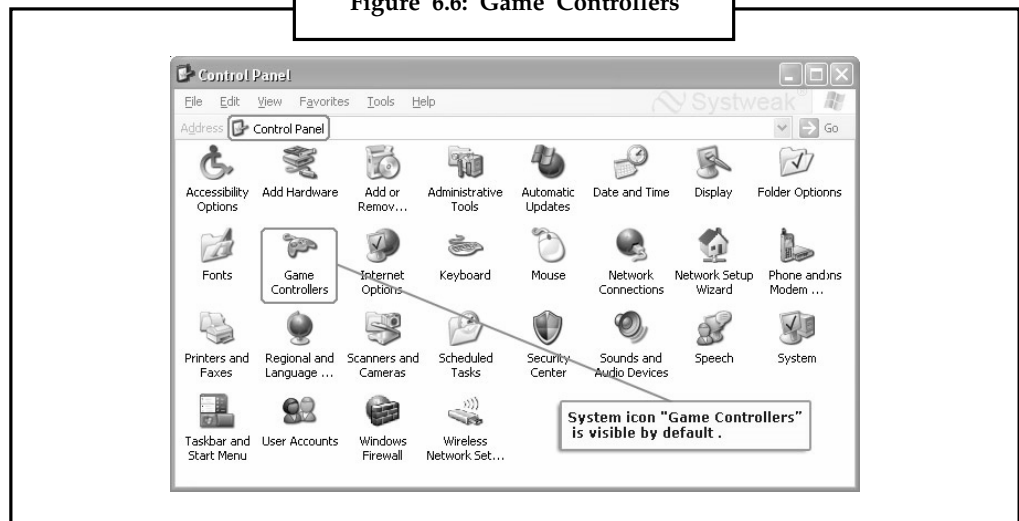 Figure 6.6: Game Controllers
Control Panel
File Edit View Favorites Tools Help
Systweak®
Address Control Panel Go
Accessibility Options
Add Hardware
Add or Remov...
Administrative Tools
Automatic Updates
Date and Time
Display
Folder Optionns
Fonts
Game Controllers
Internet Options
Keyboard
Mouse
Network Connections
Network Setup Wizard
Phone andıns Modem ...
Printers and Faxes
Regional and Language ...
Scanners and Cameras
Scheduled Tasks
Security Center
Sounds and Audio Devices
Speech
System
Taskbar and Start Menu
User Accounts
Windows Firewall
Wireless Network Set...
System icon "Game Controllers"
is visible by default .